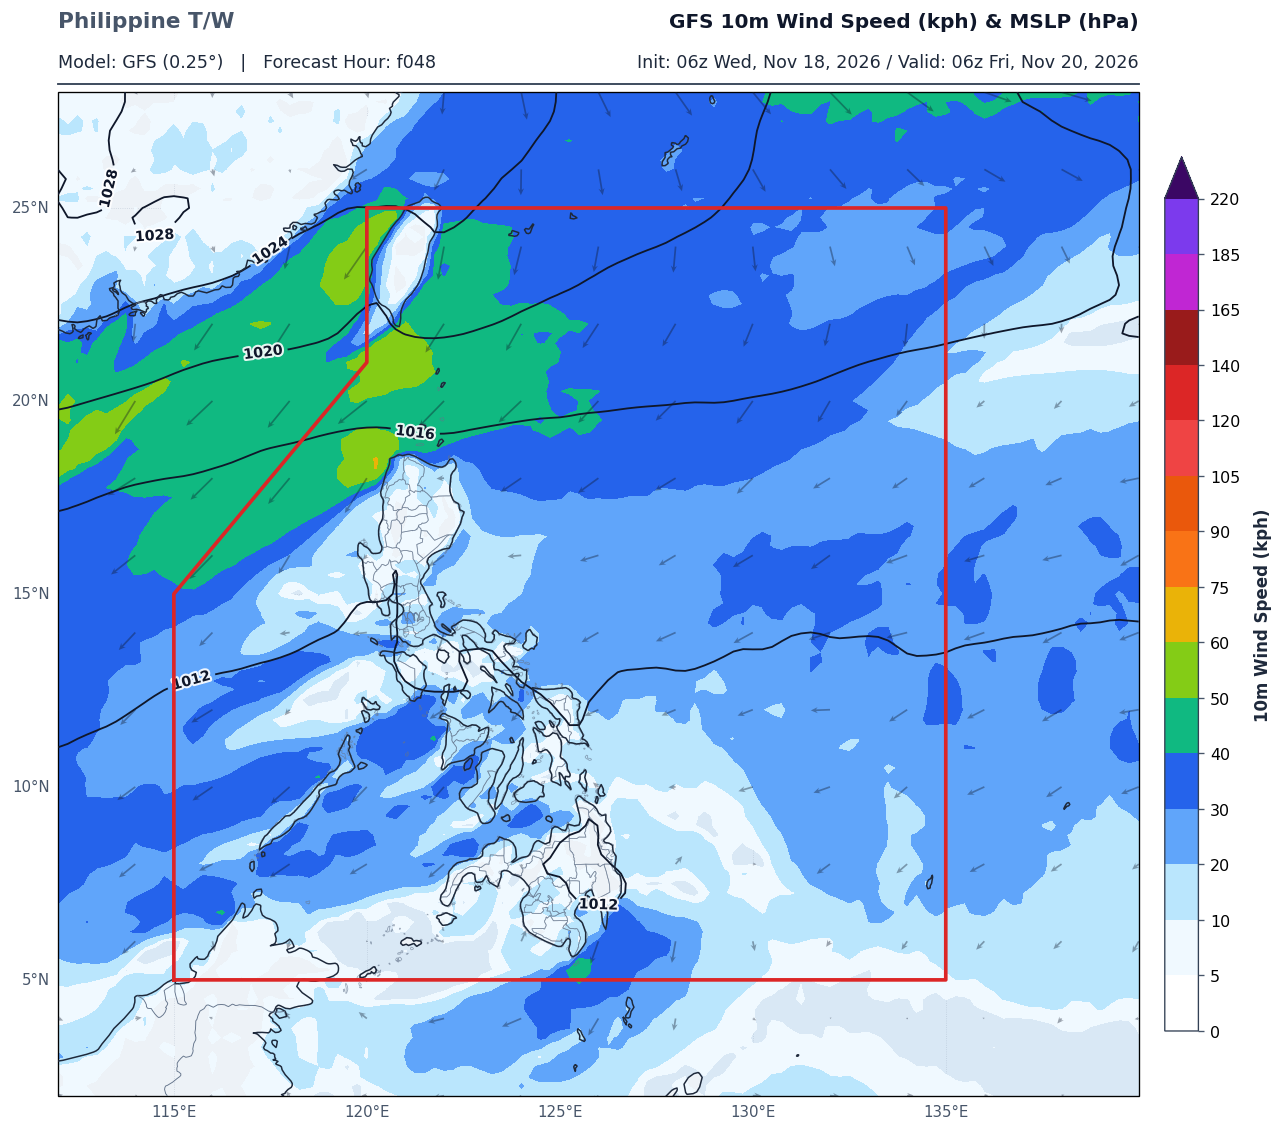 Philippine T/W
GFS 10m Wind Speed (kph) & MSLP (hPa)
Model: GFS (0.25°)   |   Forecast Hour: f048
Init: 06z Wed, Nov 18, 2026 / Valid: 06z Fri, Nov 20, 2026
1028
1028
1024
1020
1016
1012
1012
25°N
20°N
15°N
10°N
5°N
115°E
120°E
125°E
130°E
135°E
220
185
165
140
120
105
90
75
60
50
40
30
20
10
5
0
10m Wind Speed (kph)